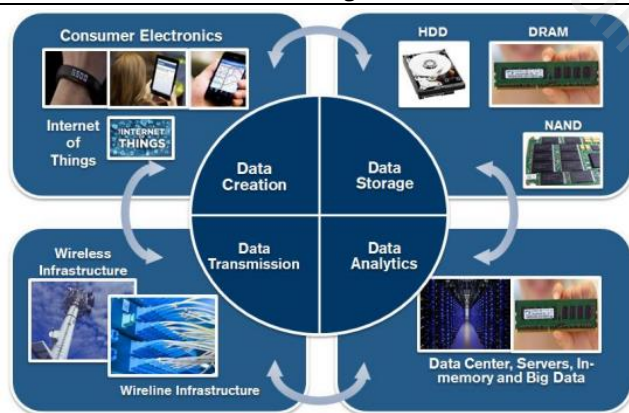 Consumer Electronics
Internet
of
Things
INTERNET
THINGS
HDD
DRAM
NAND
Data
Creation
Data
Storage
Data
Transmission
Data
Analytics
Wireless
Infrastructure
Wireline Infrastructure
Data Center, Servers, In-
memory and Big Data